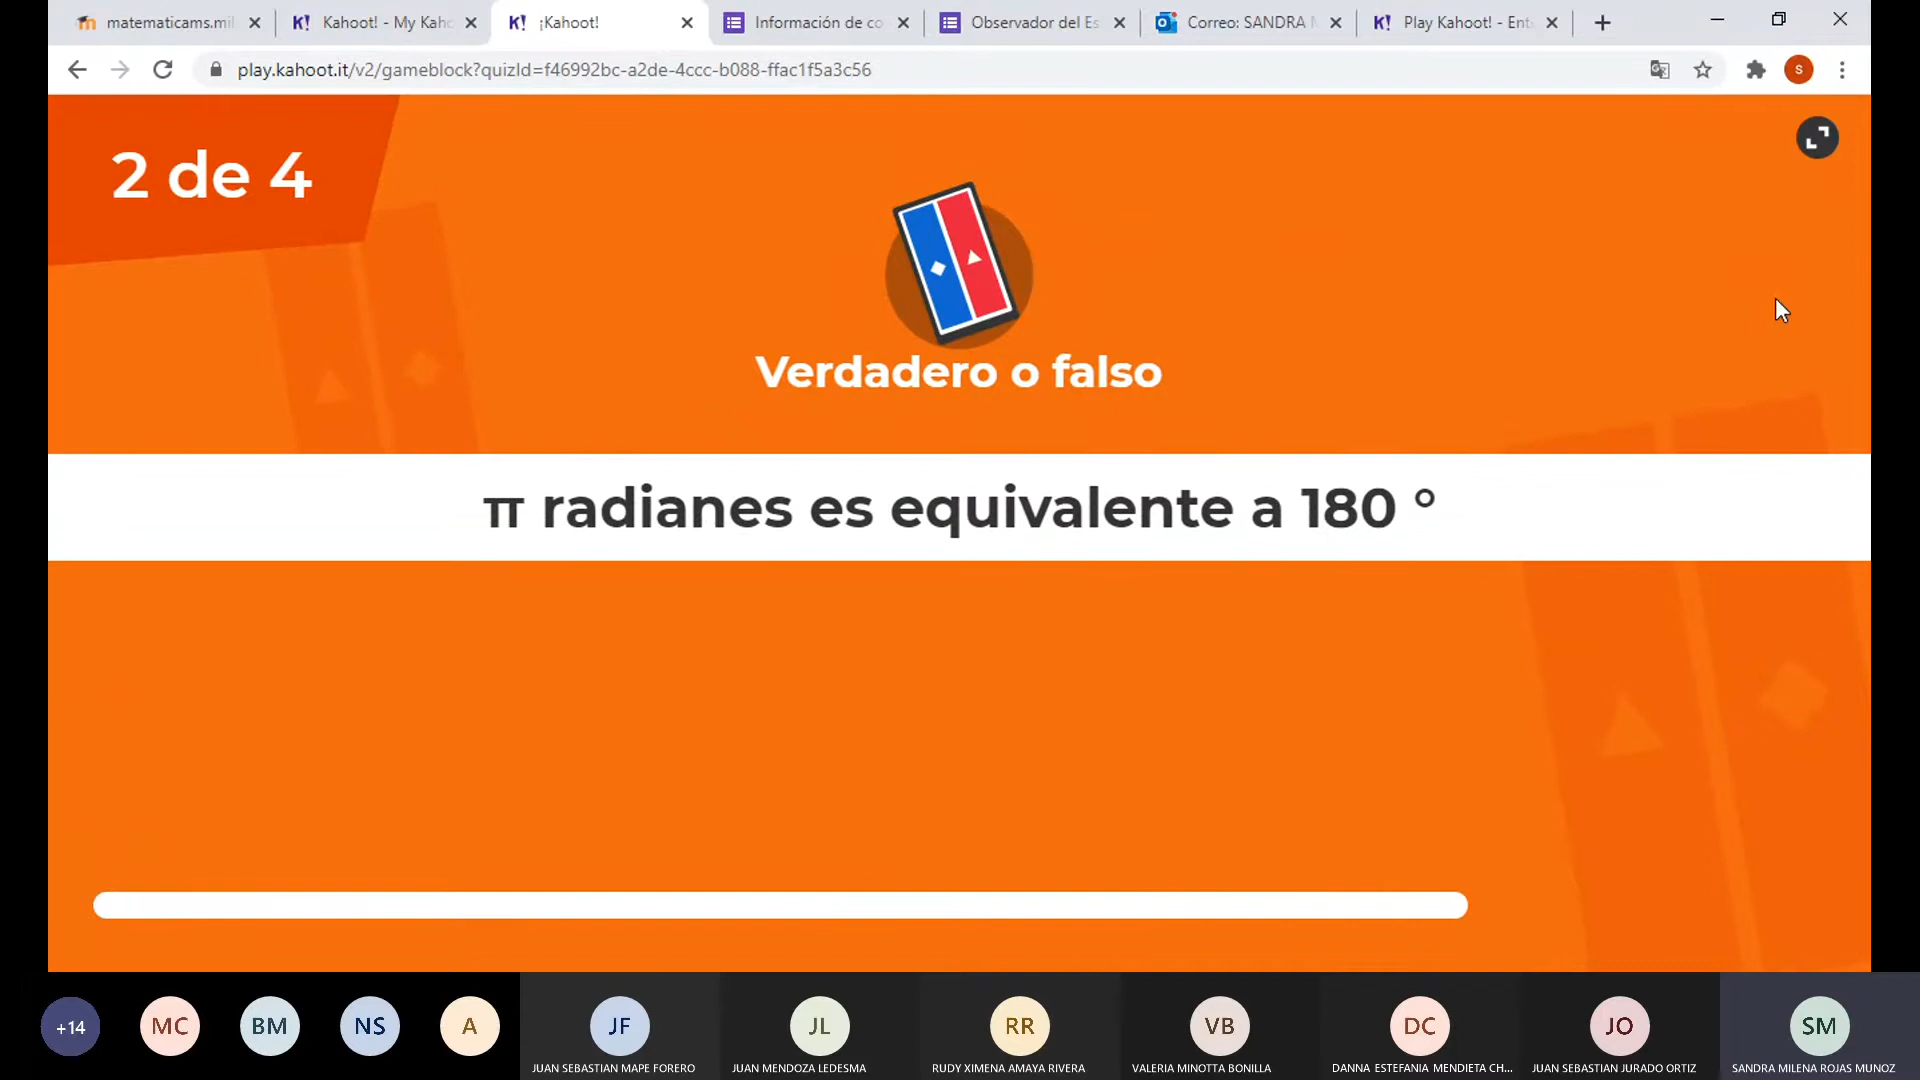 matematicams.mil
Kahoot! - My Kaho
¡Kahoot!
Información de co
Observador del Es
Correo: SANDRA M
Play Kahoot! - Ente
play.kahoot.it/v2/gameblock?quizId=f46992bc-a2de-4ccc-b088-ffac1f5a3c56
S
2 de 4
Verdadero o falso
π radianes es equivalente a 180 °
+14
MC
BM
NS
A
JF
JL
RR
VB
DC
JO
SM
JUAN SEBASTIAN MAPE FORERO
JUAN MENDOZA LEDESMA
RUDY XIMENA AMAYA RIVERA
VALERIA MINOTTA BONILLA
DANNA ESTEFANIA MENDIETA CH...
JUAN SEBASTIAN JURADO ORTIZ
SANDRA MILENA ROJAS MUNOZ